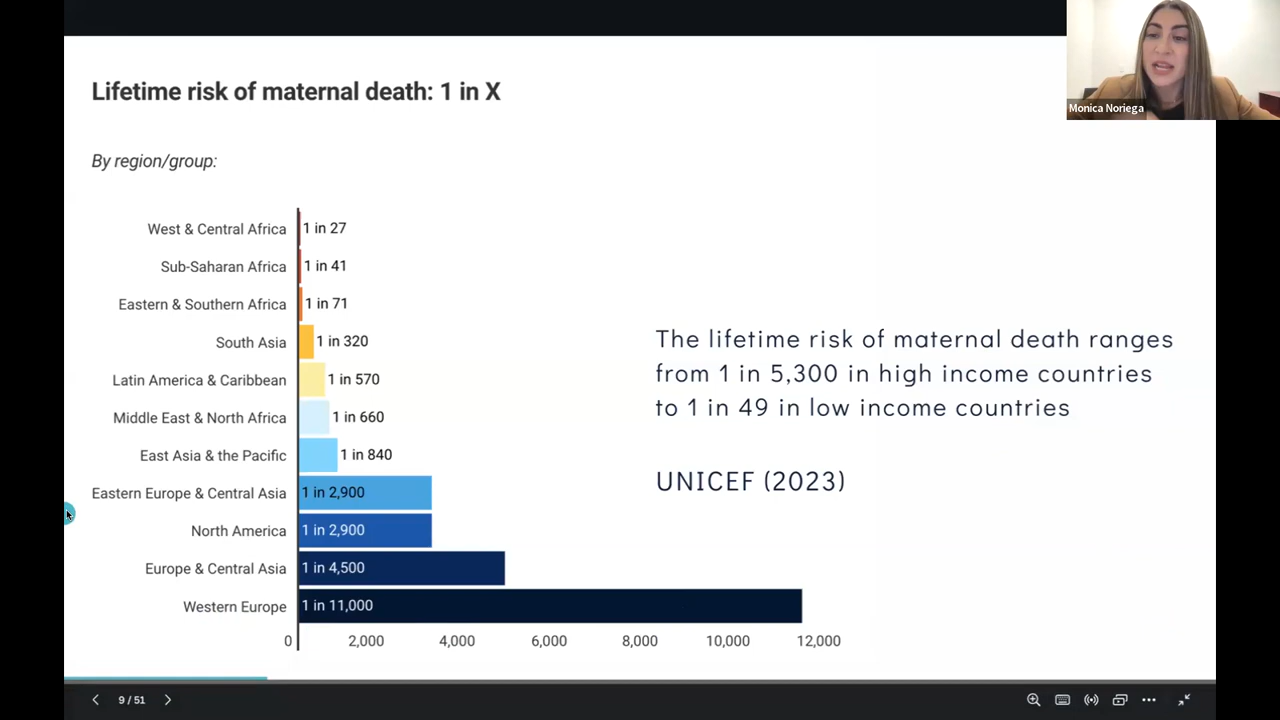 Lifetime risk of maternal death: 1 in X
Monica Noriega
By region/group:
West & Central Africa 1 in 27
Sub-Saharan Africa 1 in 41
Eastern & Southern Africa 1 in 71
South Asia 1 in 320
Latin America & Caribbean 1 in 570
Middle East & North Africa 1 in 660
East Asia & the Pacific 1 in 840
Eastern Europe & Central Asia 1 in 2,900
North America 1 in 2,900
Europe & Central Asia 1 in 4,500
Western Europe 1 in 11,000
0 2,000 4,000 6,000 8,000 10,000 12,000
The lifetime risk of maternal death ranges
from 1 in 5,300 in high income countries
to 1 in 49 in low income countries
UNICEF (2023)
9 / 51